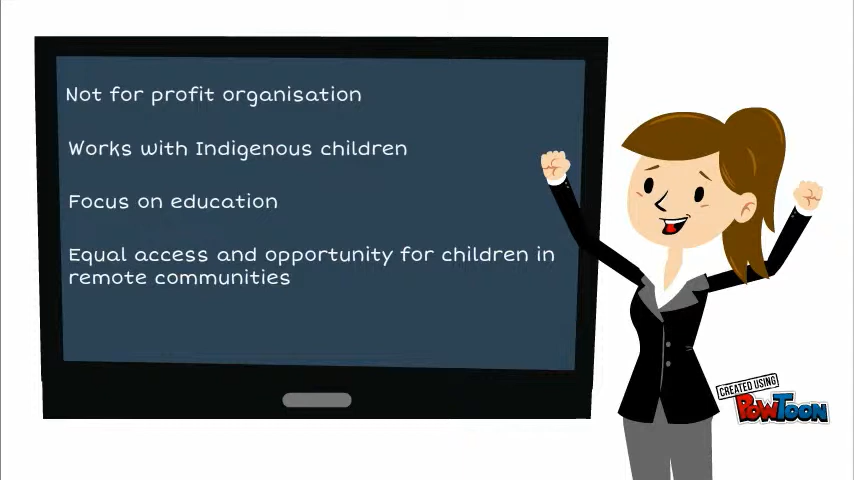 Not for profit organisation
Works with Indigenous children
Focus on education
Equal access and opportunity for children in
remote communities
CREATED USING
POWTOON